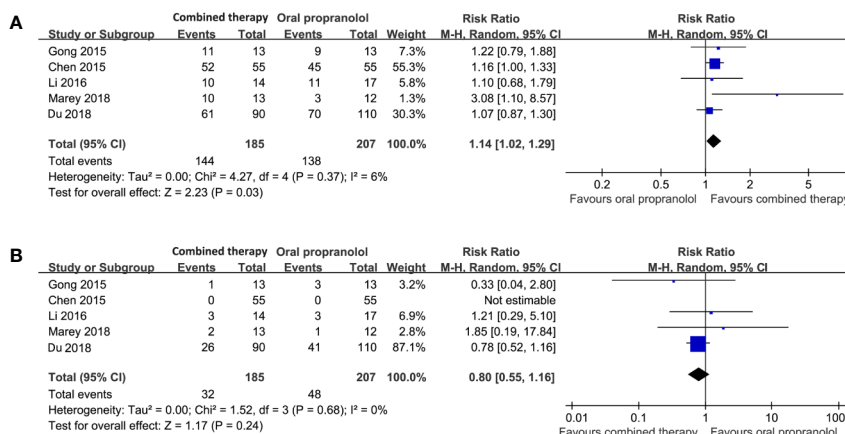 A
Combined therapy Oral propranolol Risk Ratio Risk Ratio
Study or Subgroup Events Total Events Total Weight M-H, Random, 95% CI M-H, Random, 95% CI
Gong 2015 11 13 9 13 7.3% 1.22 [0.79, 1.88]
Chen 2015 52 55 45 55 55.3% 1.16 [1.00, 1.33]
Li 2016 10 14 11 17 5.8% 1.10 [0.68, 1.79]
Marey 2018 10 13 3 12 1.3% 3.08 [1.10, 8.57]
Du 2018 61 90 70 110 30.3% 1.07 [0.87, 1.30]
Total (95% CI) 185 207 100.0% 1.14 [1.02, 1.29]
Total events 144 138
Heterogeneity: Tau² = 0.00; Chi² = 4.27, df = 4 (P = 0.37); I² = 6%
Test for overall effect: Z = 2.23 (P = 0.03)
0.2 0.5 1 2 5
Favours oral propranolol Favours combined therapy
B
Combined therapy Oral propranolol Risk Ratio Risk Ratio
Study or Subgroup Events Total Events Total Weight M-H, Random, 95% CI M-H, Random, 95% CI
Gong 2015 1 13 3 13 3.2% 0.33 [0.04, 2.80]
Chen 2015 0 55 0 55 Not estimable
Li 2016 3 14 3 17 6.9% 1.21 [0.29, 5.10]
Marey 2018 2 13 1 12 2.8% 1.85 [0.19, 17.84]
Du 2018 26 90 41 110 87.1% 0.78 [0.52, 1.16]
Total (95% CI) 185 207 100.0% 0.80 [0.55, 1.16]
Total events 32 48
Heterogeneity: Tau² = 0.00; Chi² = 1.52, df = 3 (P = 0.68); I² = 0%
Test for overall effect: Z = 1.17 (P = 0.24)
0.01 0.1 1 10 100
Favours combined therapy Favours oral propranolol